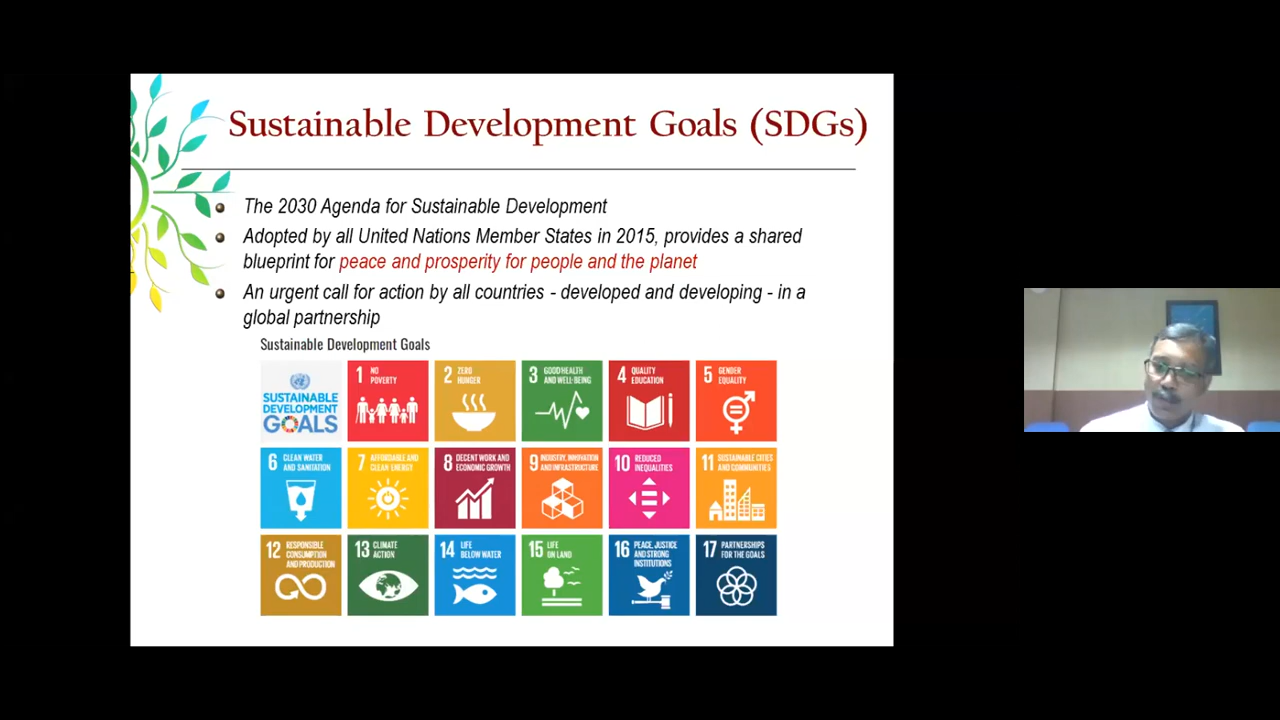 Sustainable Development Goals (SDGs)
The 2030 Agenda for Sustainable Development
Adopted by all United Nations Member States in 2015, provides a shared
blueprint for peace and prosperity for people and the planet
An urgent call for action by all countries - developed and developing - in a
global partnership
Sustainable Development Goals
SUSTAINABLE
DEVELOPMENT
GOALS
1 NO
POVERTY
2 ZERO
HUNGER
3 GOOD HEALTH
AND WELL-BEING
4 QUALITY
EDUCATION
5 GENDER
EQUALITY
6 CLEAN WATER
AND SANITATION
7 AFFORDABLE AND
CLEAN ENERGY
8 DECENT WORK AND
ECONOMIC GROWTH
9 INDUSTRY, INNOVATION
AND INFRASTRUCTURE
10 REDUCED
INEQUALITIES
11 SUSTAINABLE CITIES
AND COMMUNITIES
12 RESPONSIBLE
CONSUMPTION
AND PRODUCTION
13 CLIMATE
ACTION
14 LIFE
BELOW WATER
15 LIFE
ON LAND
16 PEACE, JUSTICE
AND STRONG
INSTITUTIONS
17 PARTNERSHIPS
FOR THE GOALS